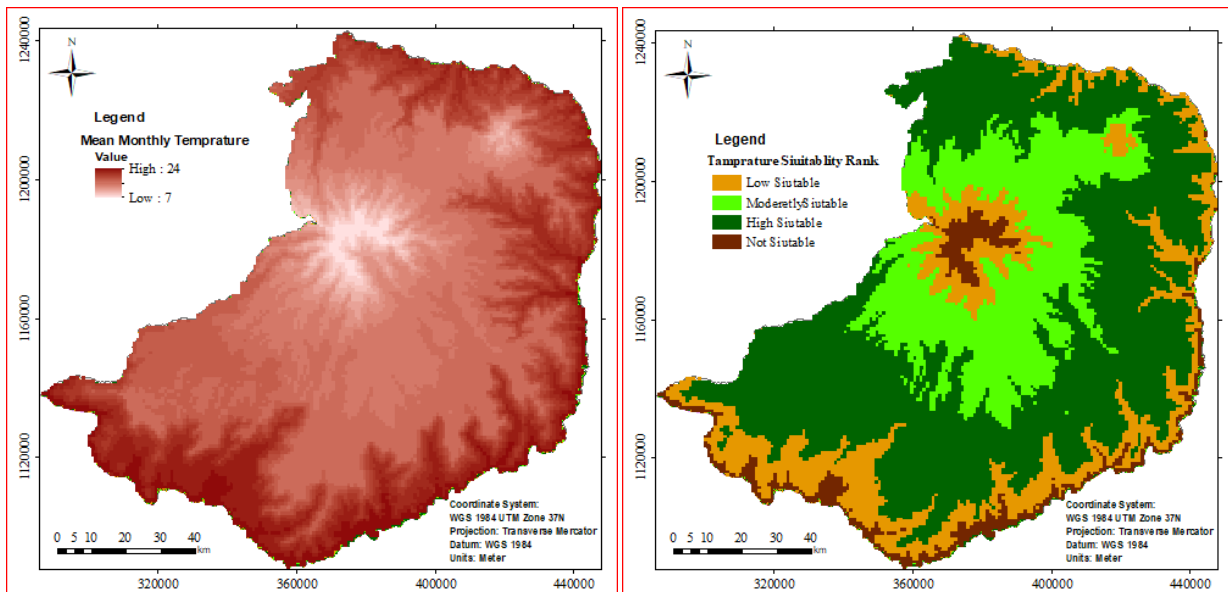 N
Legend
Mean Monthly Temprature
Value
High : 24
Low : 7
1240000
1200000
1160000
1120000
Coordinate System:
WGS 1984 UTM Zone 37N
Projection: Transverse Mercator
Datum: WGS 1984
Units: Meter
0 5 10 20 30 40
km
320000 360000 400000 440000
N
Legend
Tamprature Siuitablity Rank
Low Siutable
ModeretlySiutable
High Siutable
Not Siutable
1240000
1200000
1160000
1120000
Coordinate System:
WGS 1984 UTM Zone 37N
Projection: Transverse Mercator
Datum: WGS 1984
Units: Meter
0 5 10 20 30 40
km
320000 360000 400000 440000